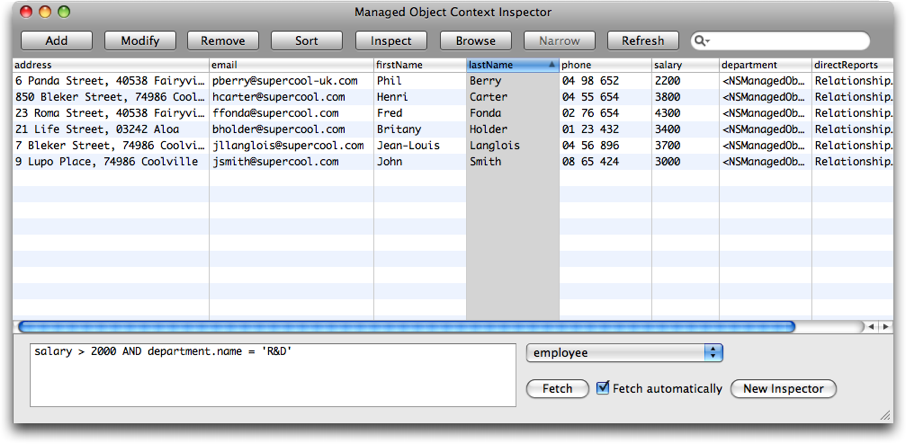 Managed Object Context Inspector
Add Modify Remove Sort Inspect Browse Narrow Refresh
address email firstName lastName phone salary department directReports
6 Panda Street, 40538 Fairyvi... pberry@supercool-uk.com Phil Berry 04 98 652 2200 <NSManagedOb... Relationship...
850 Bleker Street, 74986 Cool... hcarter@supercool.com Henri Carter 04 55 654 3800 <NSManagedOb... Relationship...
23 Roma Street, 40538 Fairyvi... ffonda@supercool.com Fred Fonda 02 76 654 4300 <NSManagedOb... Relationship...
21 Life Street, 03242 Aloa bholder@supercool.com Britany Holder 01 23 432 3400 <NSManagedOb... Relationship...
7 Bleker Street, 74986 Coolvi... jllanglois@supercool.com Jean-Louis Langlois 04 56 896 3700 <NSManagedOb... Relationship...
9 Lupo Place, 74986 Coolville jsmith@supercool.com John Smith 08 65 424 3000 <NSManagedOb... Relationship...
salary > 2000 AND department.name = 'R&D'
employee
Fetch Fetch automatically New Inspector